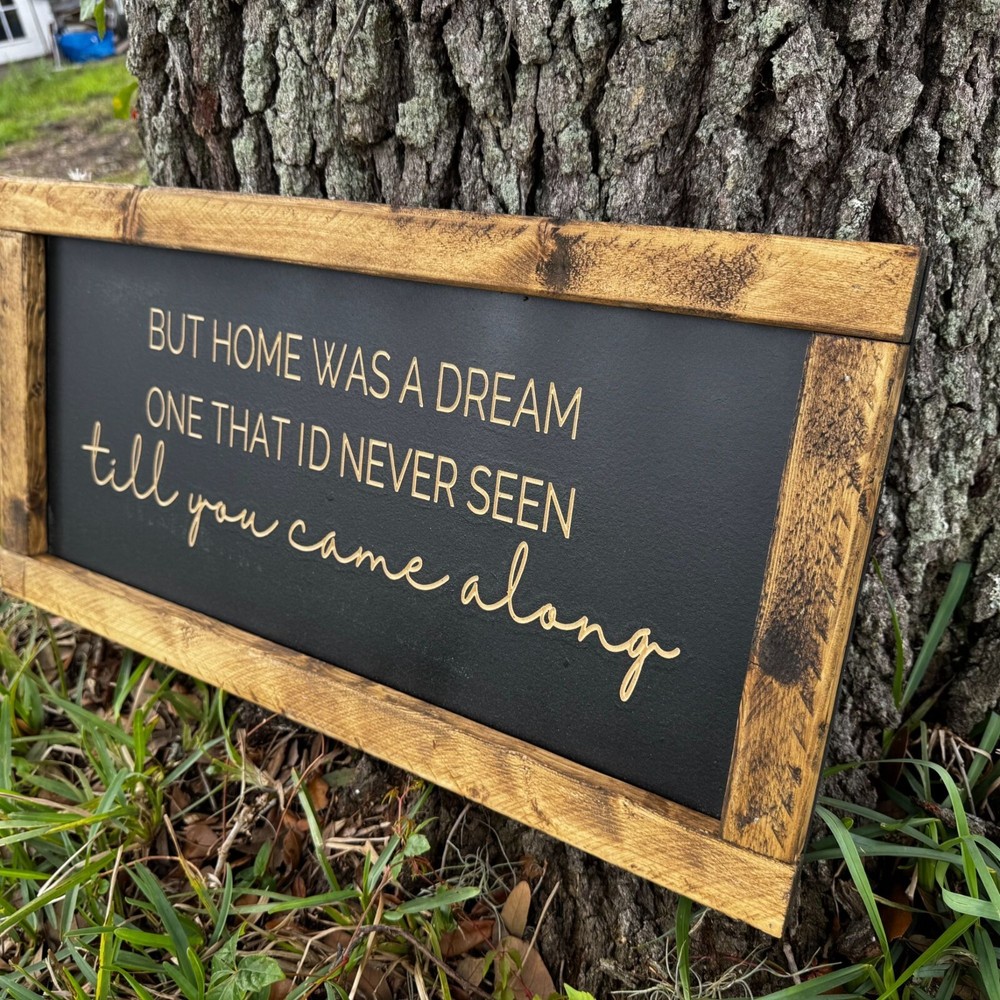 BUT HOME WAS A DREAM
ONE THAT ID NEVER SEEN
till you came along